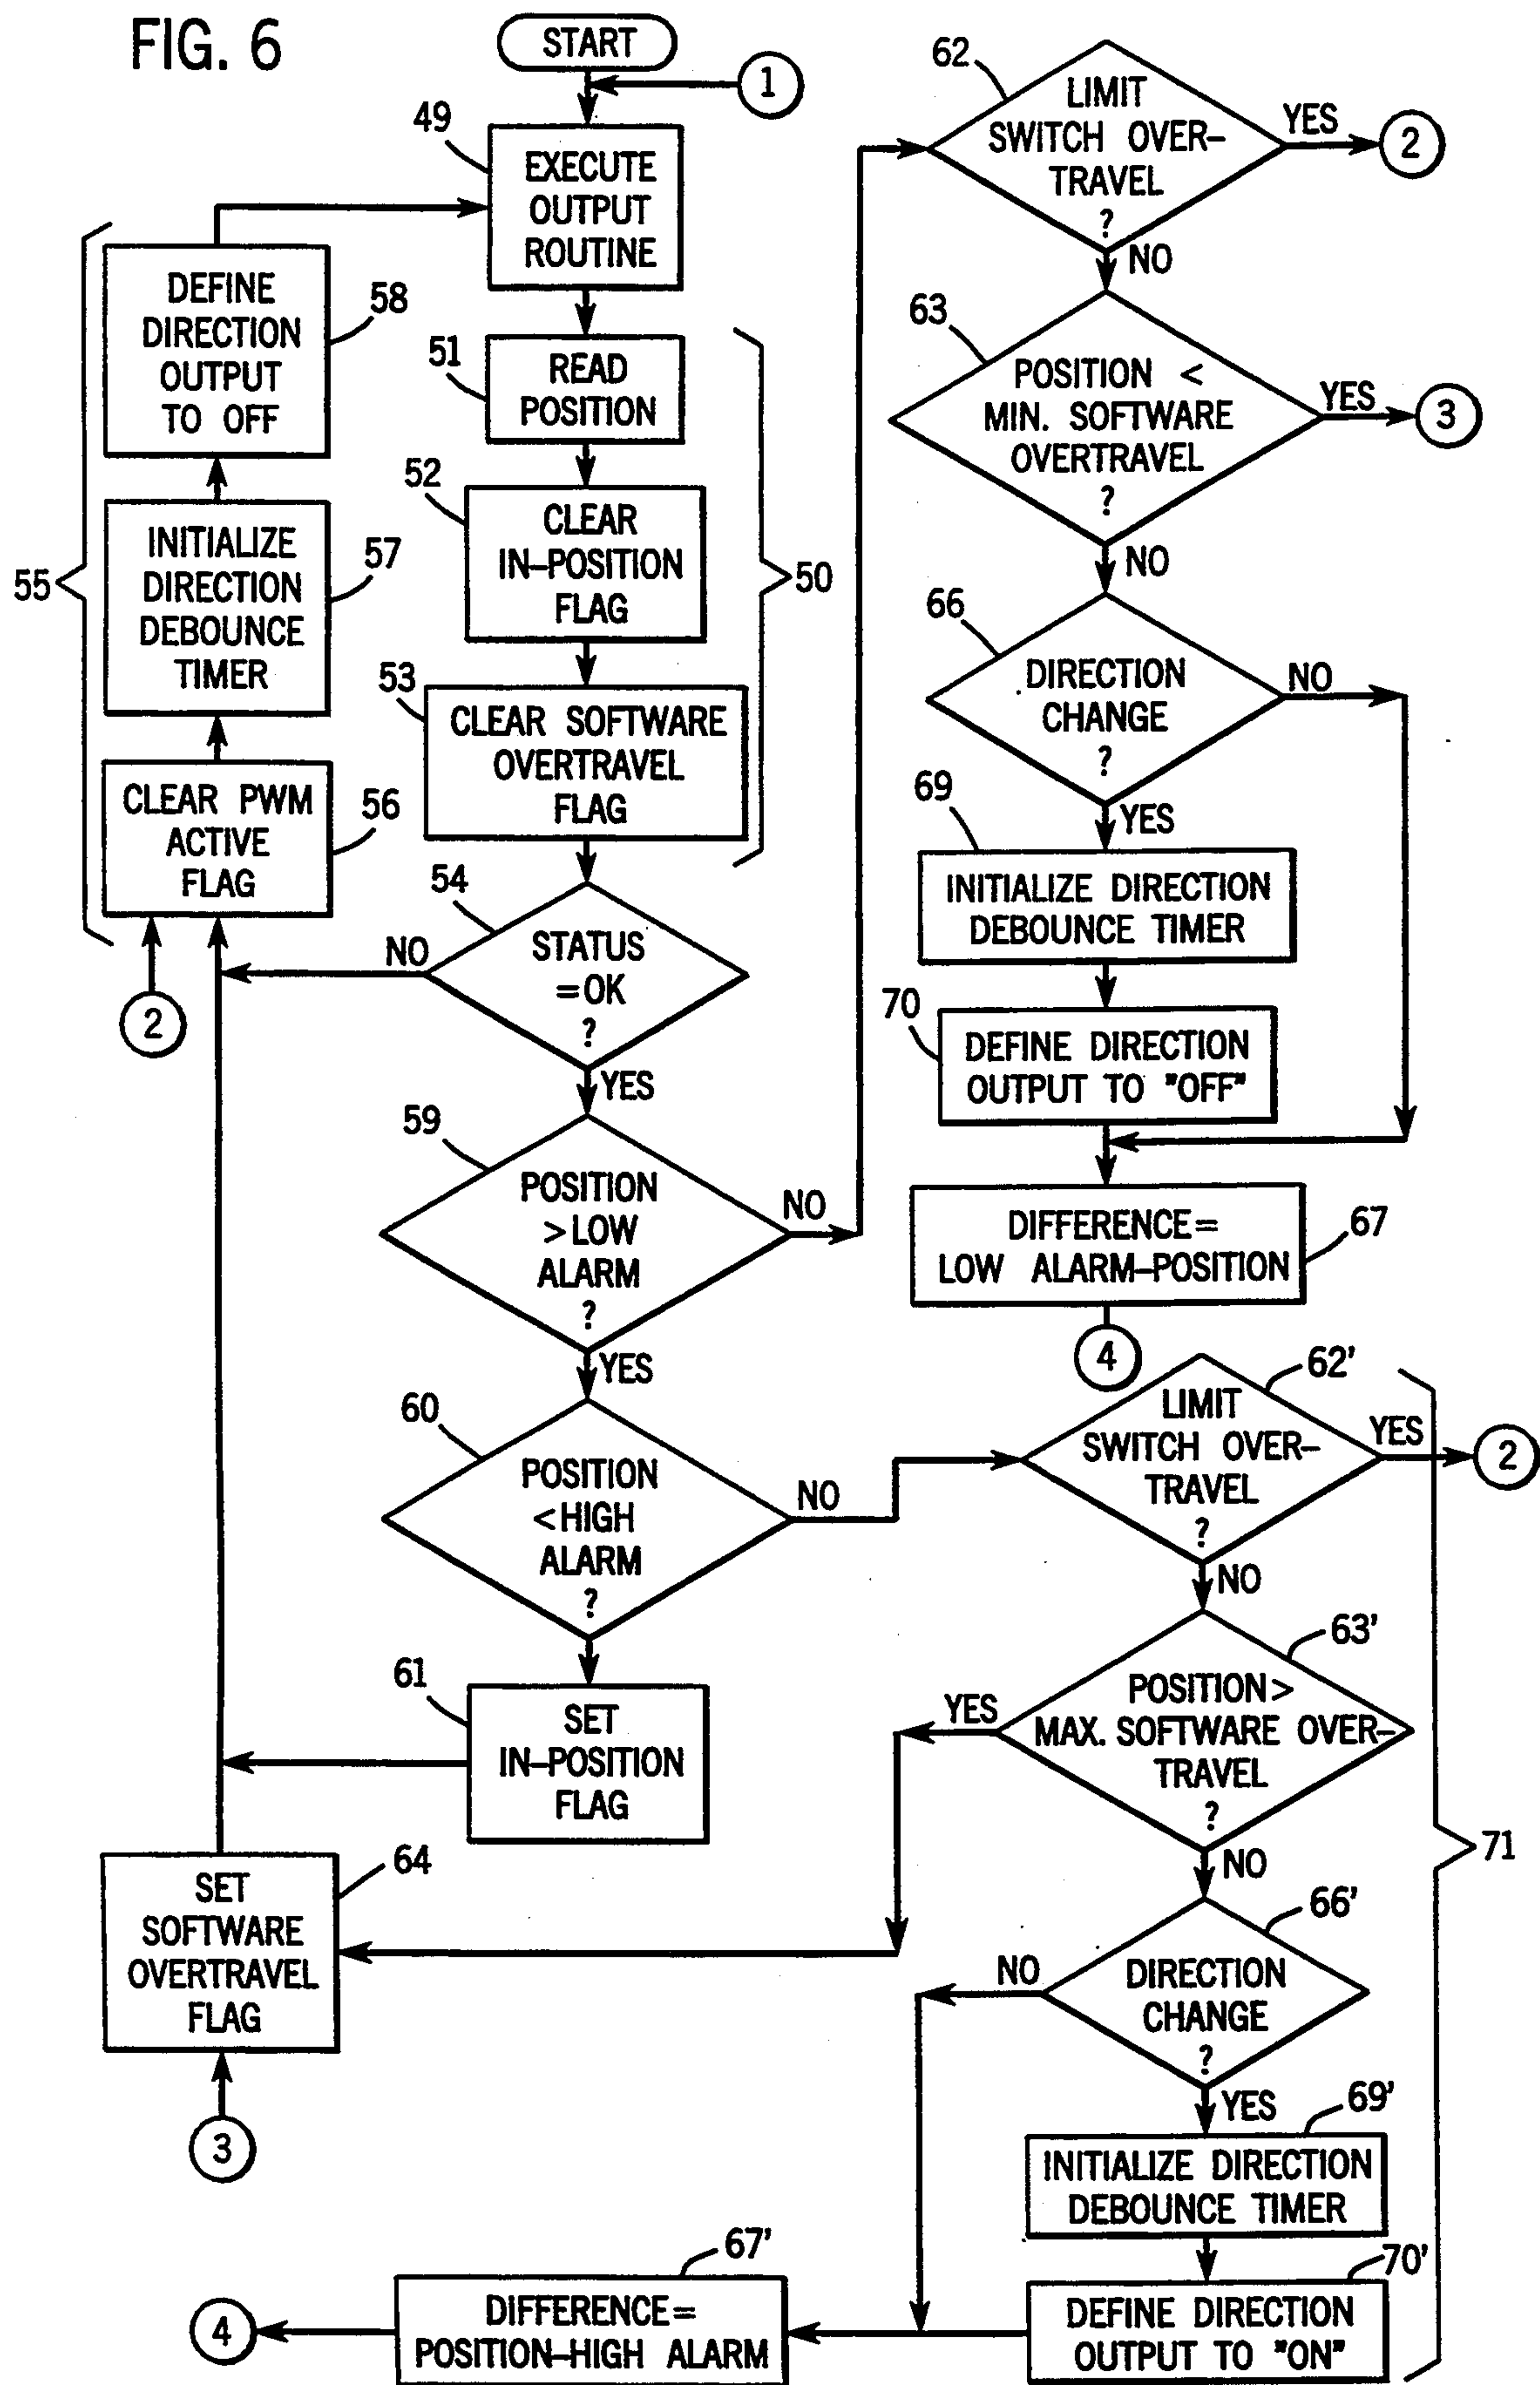 FIG. 6
START
1
49
EXECUTE
OUTPUT
ROUTINE
50
51
READ
POSITION
52
CLEAR
IN-POSITION
FLAG
53
CLEAR SOFTWARE
OVERTRAVEL
FLAG
54
STATUS
=OK
?
NO
YES
55
58
DEFINE
DIRECTION
OUTPUT
TO OFF
57
INITIALIZE
DIRECTION
DEBOUNCE
TIMER
56
CLEAR PWM
ACTIVE
FLAG
2
59
POSITION
>LOW
ALARM
?
NO
YES
60
POSITION
<HIGH
ALARM
?
NO
61
SET
IN-POSITION
FLAG
64
SET
SOFTWARE
OVERTRAVEL
FLAG
3
62
LIMIT
SWITCH OVER-
TRAVEL
?
YES
2
NO
63
POSITION <
MIN. SOFTWARE
OVERTRAVEL
?
YES
3
NO
66
DIRECTION
CHANGE
?
NO
YES
69
INITIALIZE DIRECTION
DEBOUNCE TIMER
70
DEFINE DIRECTION
OUTPUT TO "OFF"
67
DIFFERENCE=
LOW ALARM-POSITION
4
62'
LIMIT
SWITCH OVER-
TRAVEL
?
YES
2
NO
63'
POSITION>
MAX. SOFTWARE OVER-
TRAVEL
?
YES
NO
71
66'
DIRECTION
CHANGE
?
NO
YES
69'
INITIALIZE DIRECTION
DEBOUNCE TIMER
70'
DEFINE DIRECTION
OUTPUT TO "ON"
67'
DIFFERENCE=
POSITION-HIGH ALARM
4